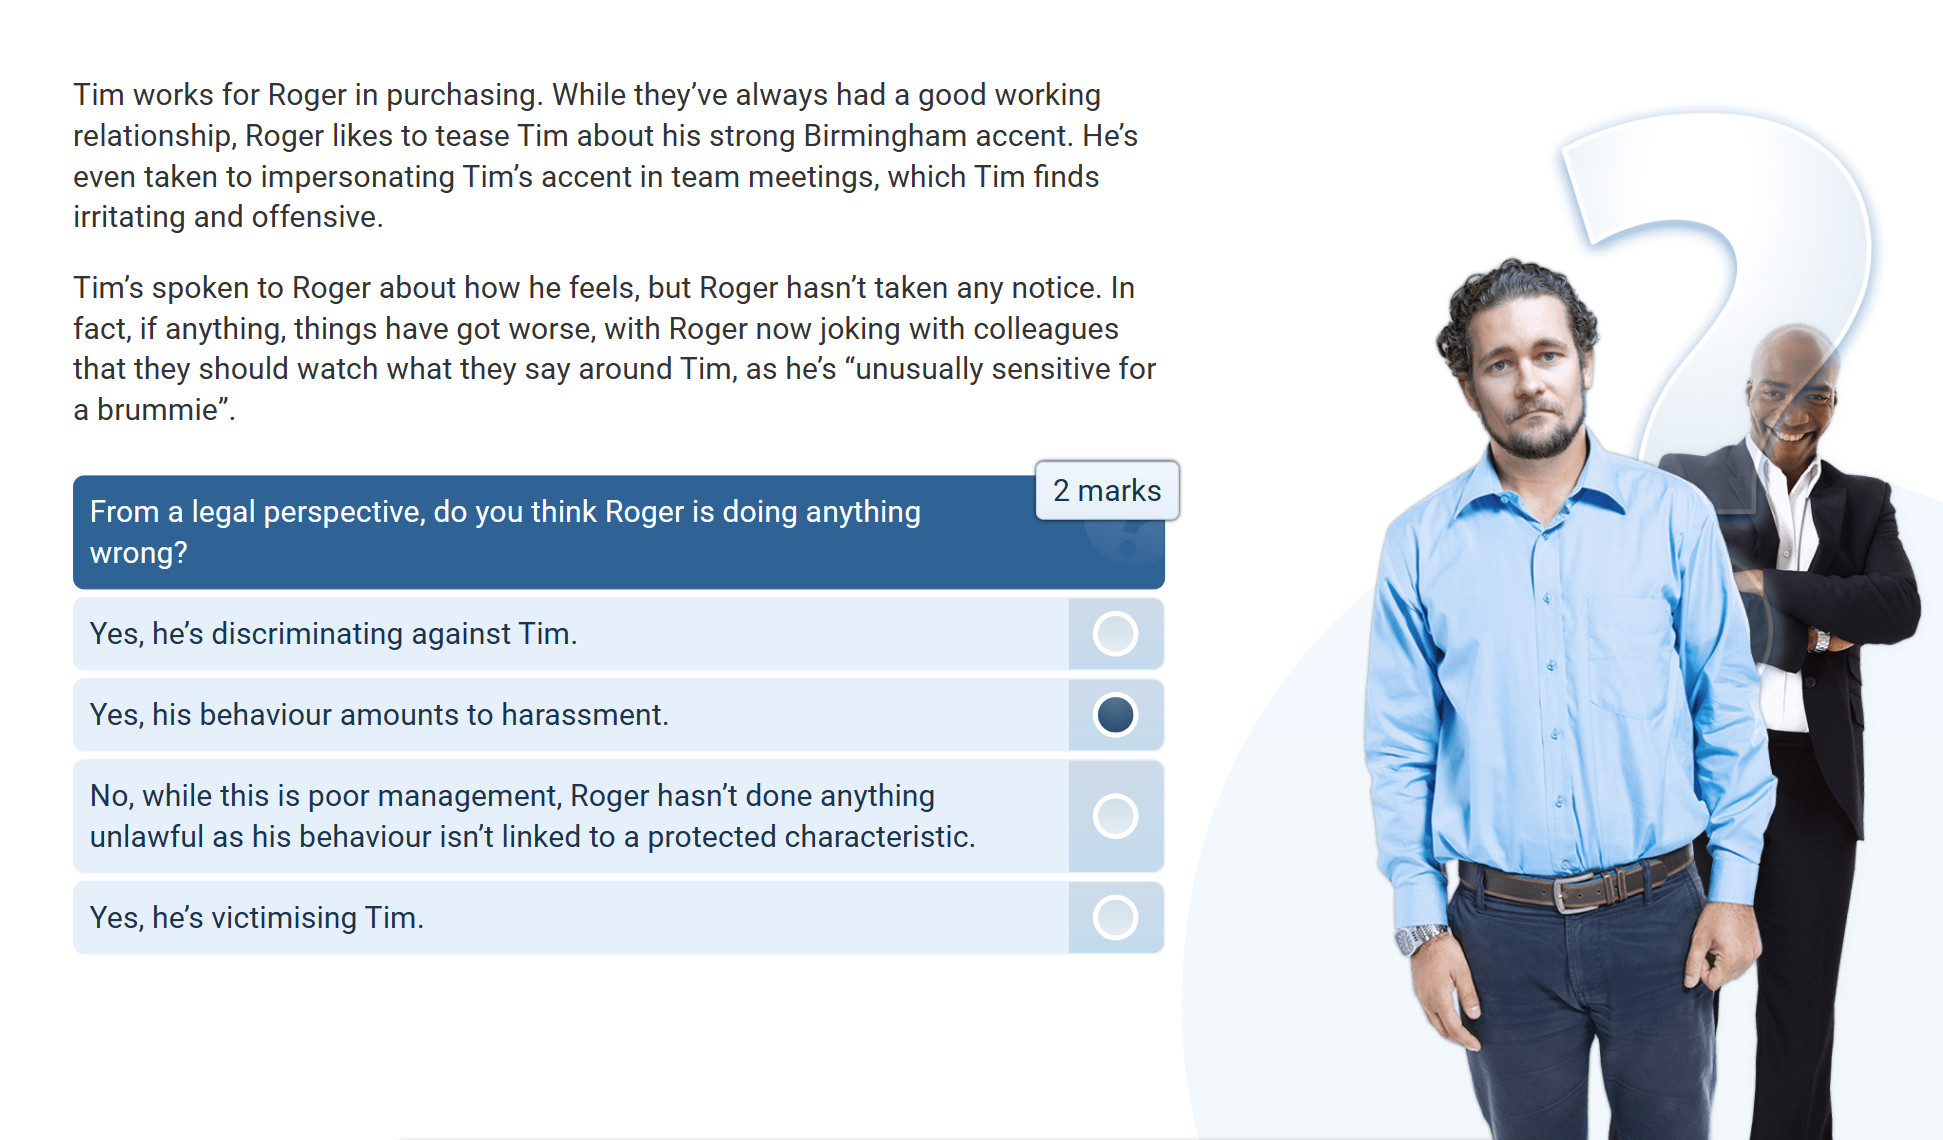 Tim works for Roger in purchasing. While they’ve always had a good working
relationship, Roger likes to tease Tim about his strong Birmingham accent. He’s
even taken to impersonating Tim’s accent in team meetings, which Tim finds
irritating and offensive.
Tim’s spoken to Roger about how he feels, but Roger hasn’t taken any notice. In
fact, if anything, things have got worse, with Roger now joking with colleagues
that they should watch what they say around Tim, as he’s “unusually sensitive for
a brummie”.
2 marks
From a legal perspective, do you think Roger is doing anything
wrong?
Yes, he’s discriminating against Tim.
Yes, his behaviour amounts to harassment.
No, while this is poor management, Roger hasn’t done anything
unlawful as his behaviour isn’t linked to a protected characteristic.
Yes, he’s victimising Tim.